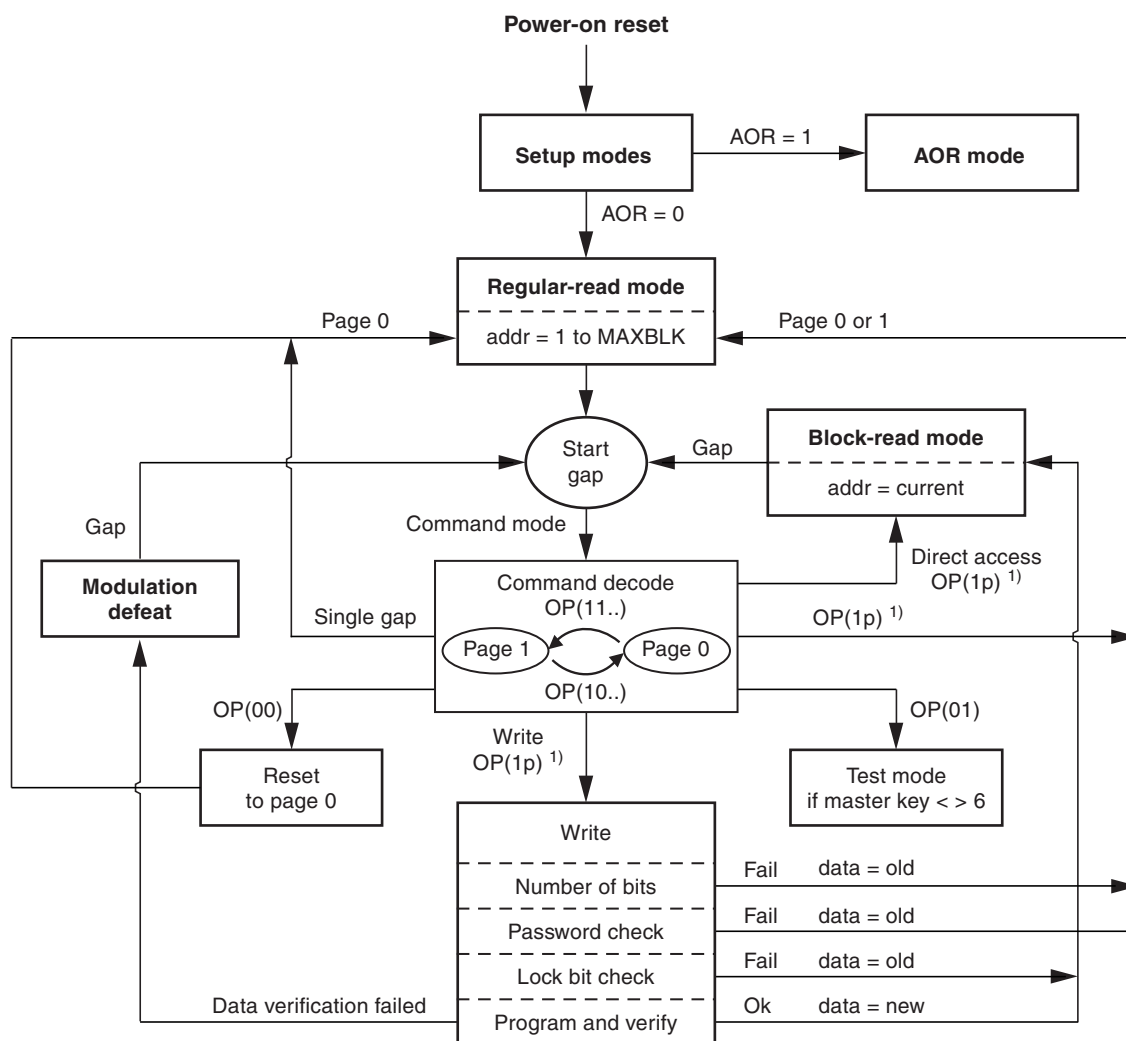 Power-on reset
Setup modes
AOR = 1
AOR mode
AOR = 0
Regular-read mode
Page 0
addr = 1 to MAXBLK
Page 0 or 1
Start
gap
Gap
Block-read mode
addr = current
Command mode
Gap
Modulation
defeat
Command decode
OP(11..)
Direct access
OP(1p) 1)
Single gap
Page 1
Page 0
OP(1p) 1)
OP(10..)
OP(00)
OP(01)
Write
OP(1p) 1)
Reset
to page 0
Test mode
if master key < > 6
Write
Number of bits
Fail data = old
Password check
Fail data = old
Lock bit check
Fail data = old
Data verification failed
Program and verify
Ok data = new